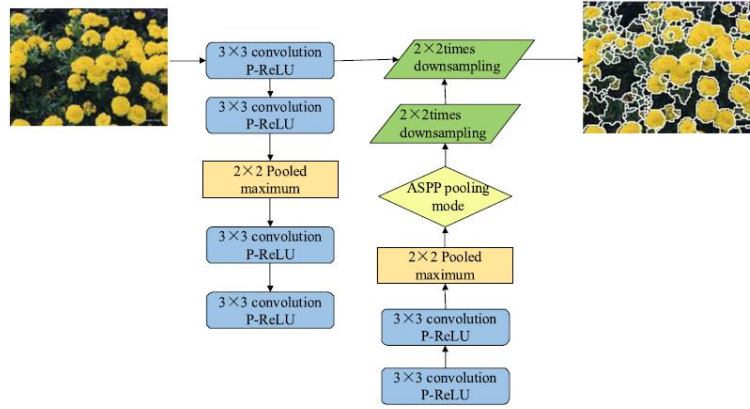 3×3 convolution
P-ReLU
3×3 convolution
P-ReLU
2×2 Pooled
maximum
3×3 convolution
P-ReLU
3×3 convolution
P-ReLU
2×2times
downsampling
2×2times
downsampling
ASPP pooling
mode
2×2 Pooled
maximum
3×3 convolution
P-ReLU
3×3 convolution
P-ReLU